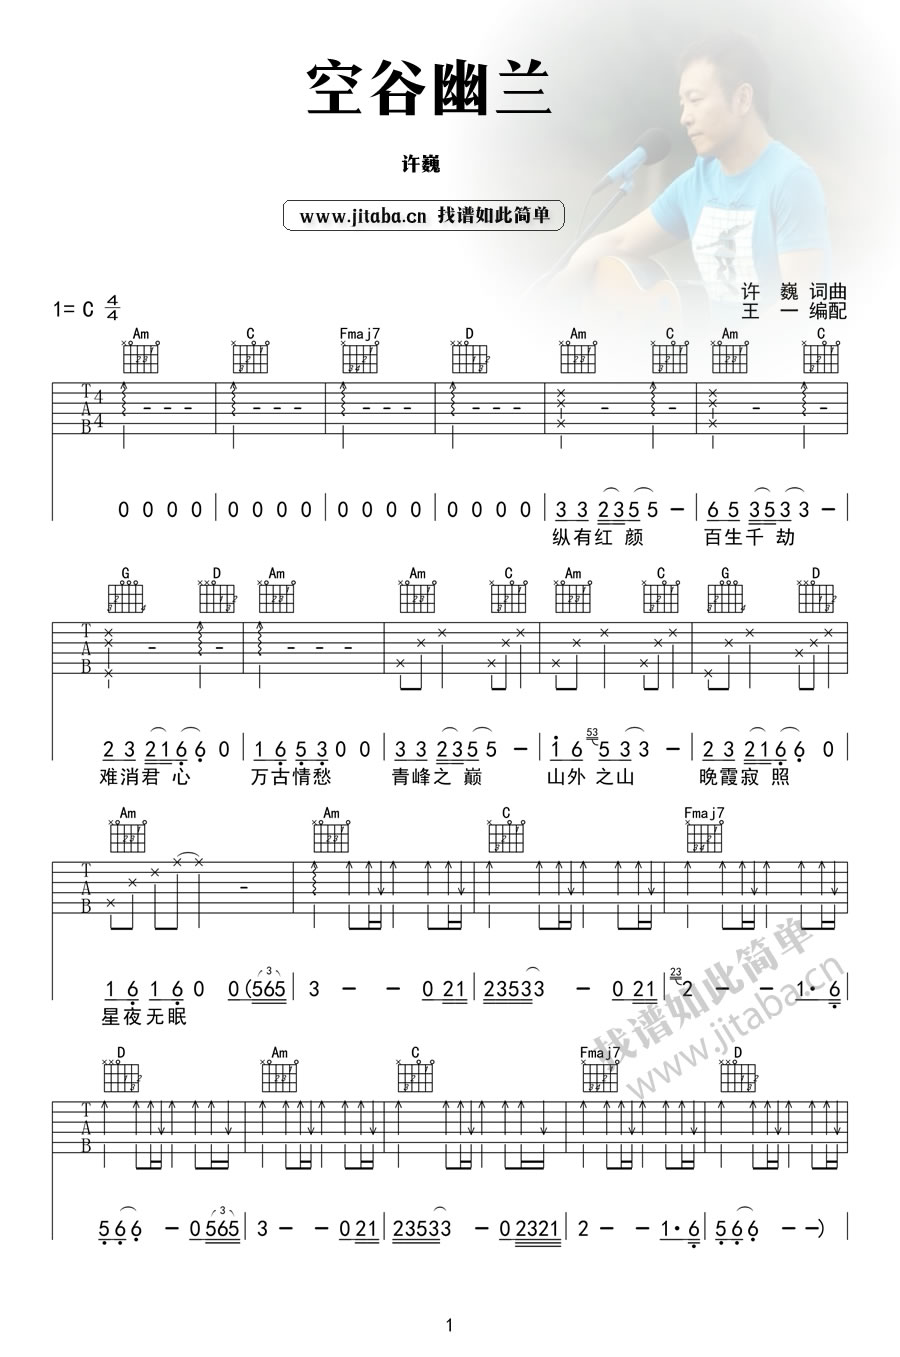 空谷幽兰
许巍
www.jitaba.cn 找谱如此简单
许 巍 词曲
1= C 4/4 王 一 编配
Am C Fmaj7 D Am C Am C
T A B 4 4
0 0 0 0 0 0 0 0 0 0 0 0 0 0 0 0 3 3 2 3 5 5 - 6 5 3 5 3 3 -
纵有红 颜 百生千 劫
G D Am Am C Am C G D
T A B
2 3 2 1 6 6 0 1 6 5 3 0 0 3 3 2 3 5 5 - 1 6 53 5 3 3 - 2 3 2 1 6 6 0
难消君 心 万古情愁 青峰之 巅 山外 之山 晚霞寂 照
Am Am C Fmaj7
T A B
1 6 1 6 0 0(5 6 5 3 - - 0 2 1 2 3 5 3 3 - 0 5 6 5 3 2 1 23 2 - 1· 6
星夜无眠
找谱如此简单
www.jitaba.cn
D Am C Fmaj7 D
T A B
5 6 6 - 0 5 6 5 3 - - 0 2 1 2 3 5 3 3 - 0 2 3 2 1 2 - 1· 6 5 6 6 - -)
1